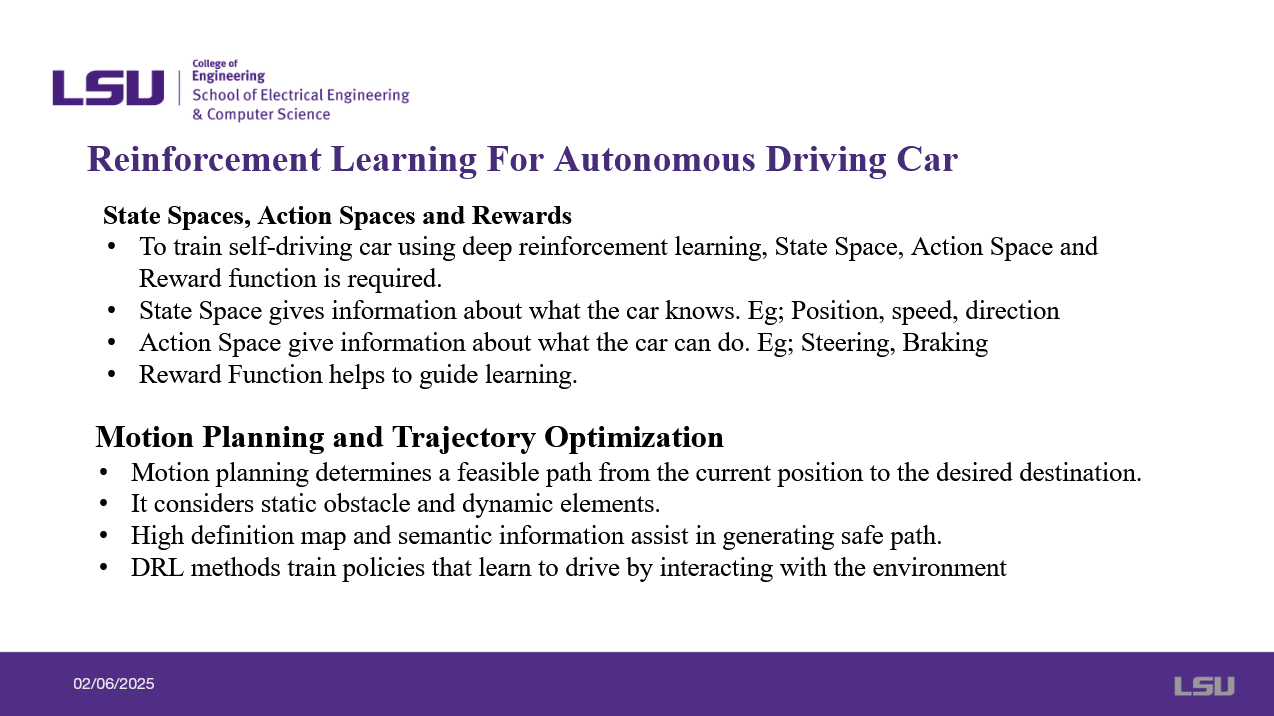 LSU
College of
Engineering
School of Electrical Engineering
& Computer Science
Reinforcement Learning For Autonomous Driving Car
State Spaces, Action Spaces and Rewards
• To train self-driving car using deep reinforcement learning, State Space, Action Space and
Reward function is required.
• State Space gives information about what the car knows. Eg; Position, speed, direction
• Action Space give information about what the car can do. Eg; Steering, Braking
• Reward Function helps to guide learning.
Motion Planning and Trajectory Optimization
• Motion planning determines a feasible path from the current position to the desired destination.
• It considers static obstacle and dynamic elements.
• High definition map and semantic information assist in generating safe path.
• DRL methods train policies that learn to drive by interacting with the environment
02/06/2025
LSU